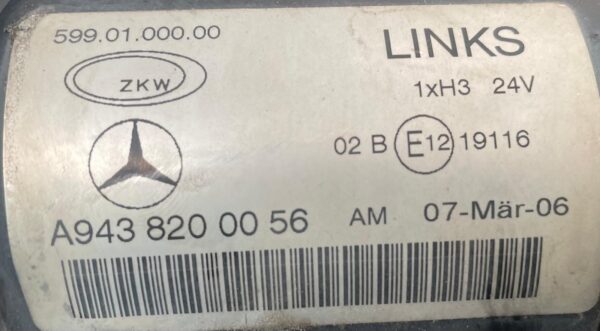 599.01.000.00
LINKS
ZKW
1xH3 24V
02 B E12 19116
A943 820 00 56 AM 07-Mär-06